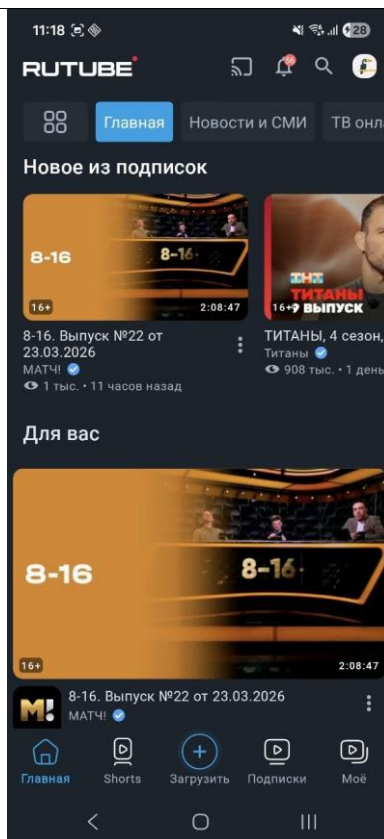 11:18
28
RUTUBE
Главная
Новости и СМИ
ТВ онл
Новое из подписок
8-16
8-16
16+
2:08:47
ТНТ
ТИТАНЫ
16+
9 ВЫПУСК
8-16. Выпуск №22 от
23.03.2026
МАТЧ!
1 тыс. • 11 часов назад
ТИТАНЫ, 4 сезон,
Титаны
908 тыс. • 1 день
Для вас
8-16
8-16
16+
2:08:47
М!
8-16. Выпуск №22 от 23.03.2026
МАТЧ!
Главная
Shorts
Загрузить
Подписки
Моё